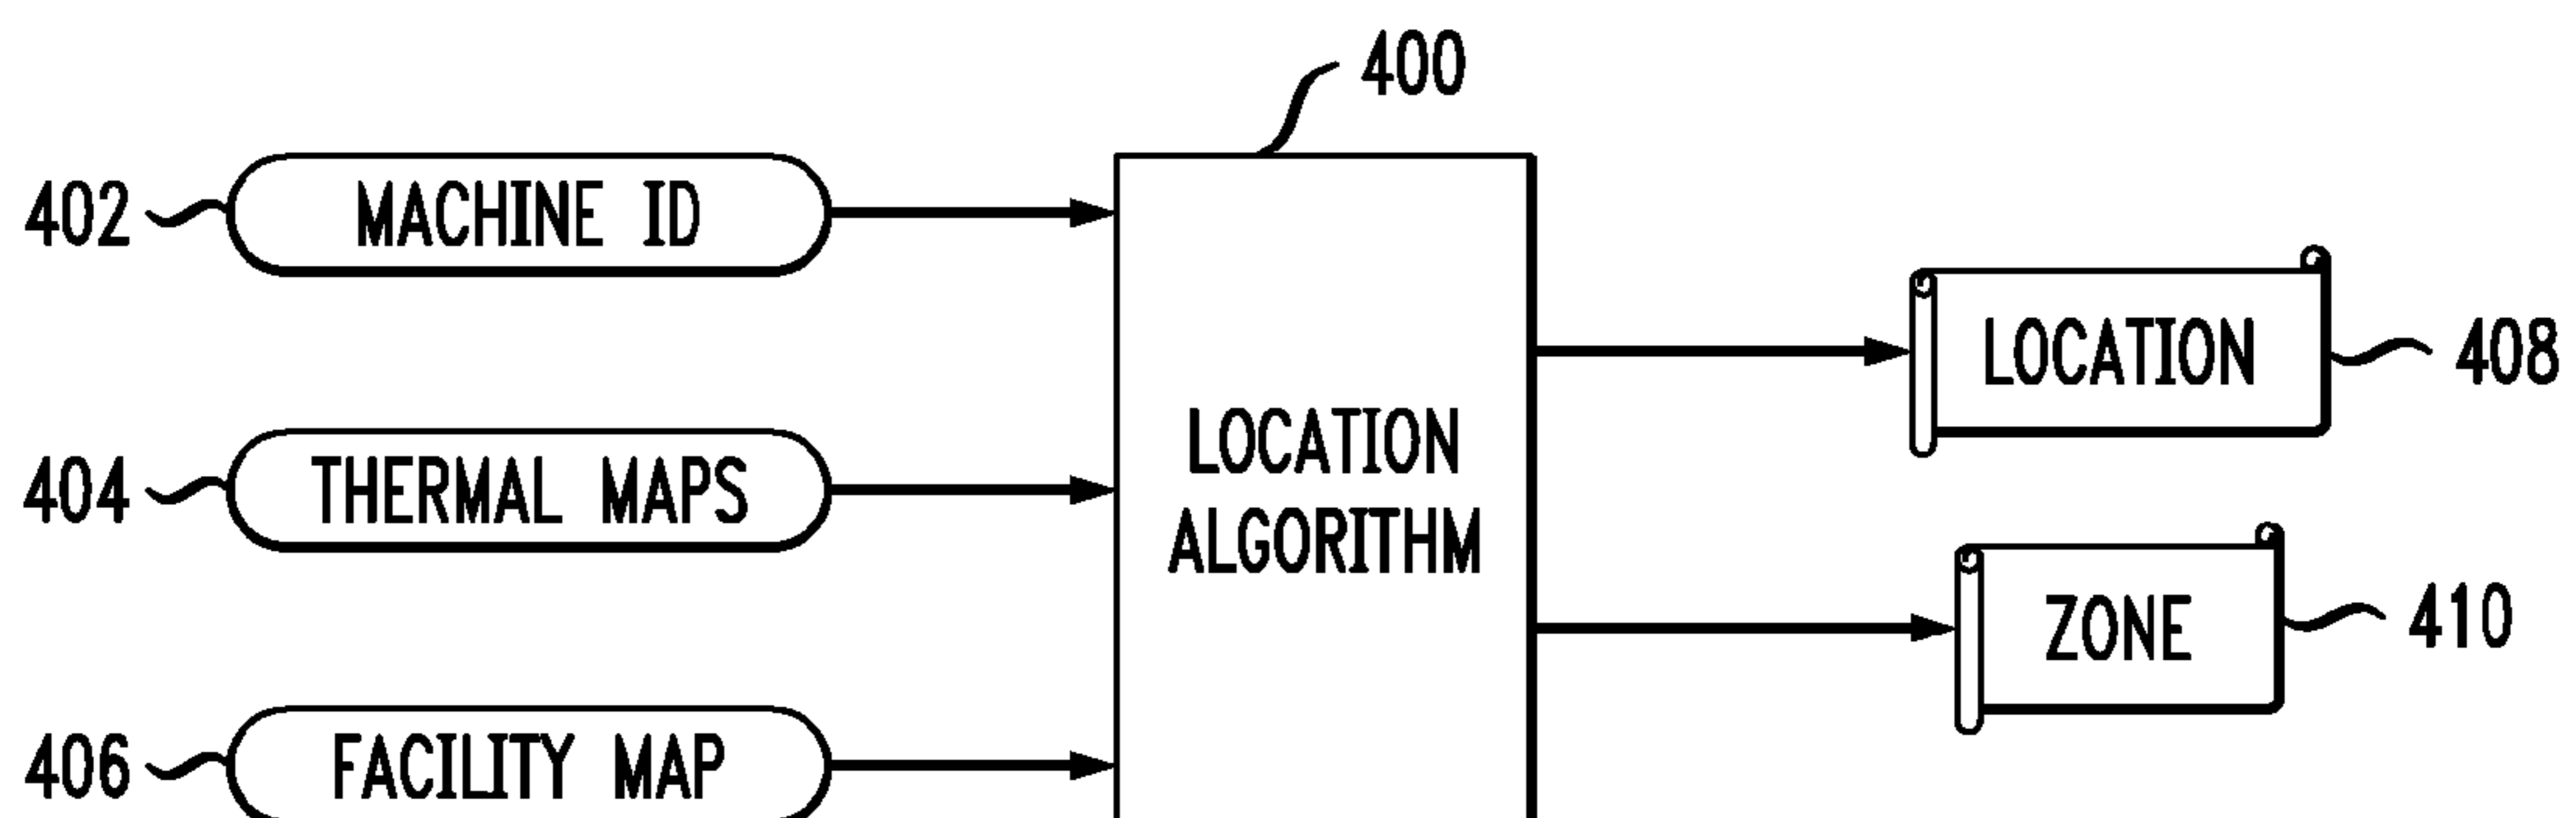 400
402 MACHINE ID
LOCATION 408
404 THERMAL MAPS
LOCATION
ALGORITHM
ZONE 410
406 FACILITY MAP